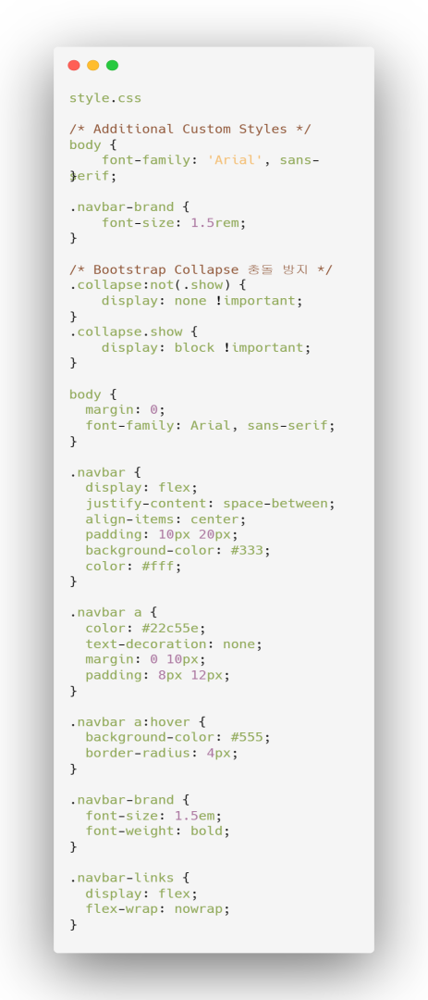 style.css

/* Additional Custom Styles */
body {
    font-family: 'Arial', sans-
serif;
}

.navbar-brand {
    font-size: 1.5rem;
}

/* Bootstrap Collapse 충돌 방지 */
.collapse:not(.show) {
    display: none !important;
}
.collapse.show {
    display: block !important;
}

body {
  margin: 0;
  font-family: Arial, sans-serif;
}

.navbar {
  display: flex;
  justify-content: space-between;
  align-items: center;
  padding: 10px 20px;
  background-color: #333;
  color: #fff;
}

.navbar a {
  color: #22c55e;
  text-decoration: none;
  margin: 0 10px;
  padding: 8px 12px;
}

.navbar a:hover {
  background-color: #555;
  border-radius: 4px;
}

.navbar-brand {
  font-size: 1.5em;
  font-weight: bold;
}

.navbar-links {
  display: flex;
  flex-wrap: nowrap;
}